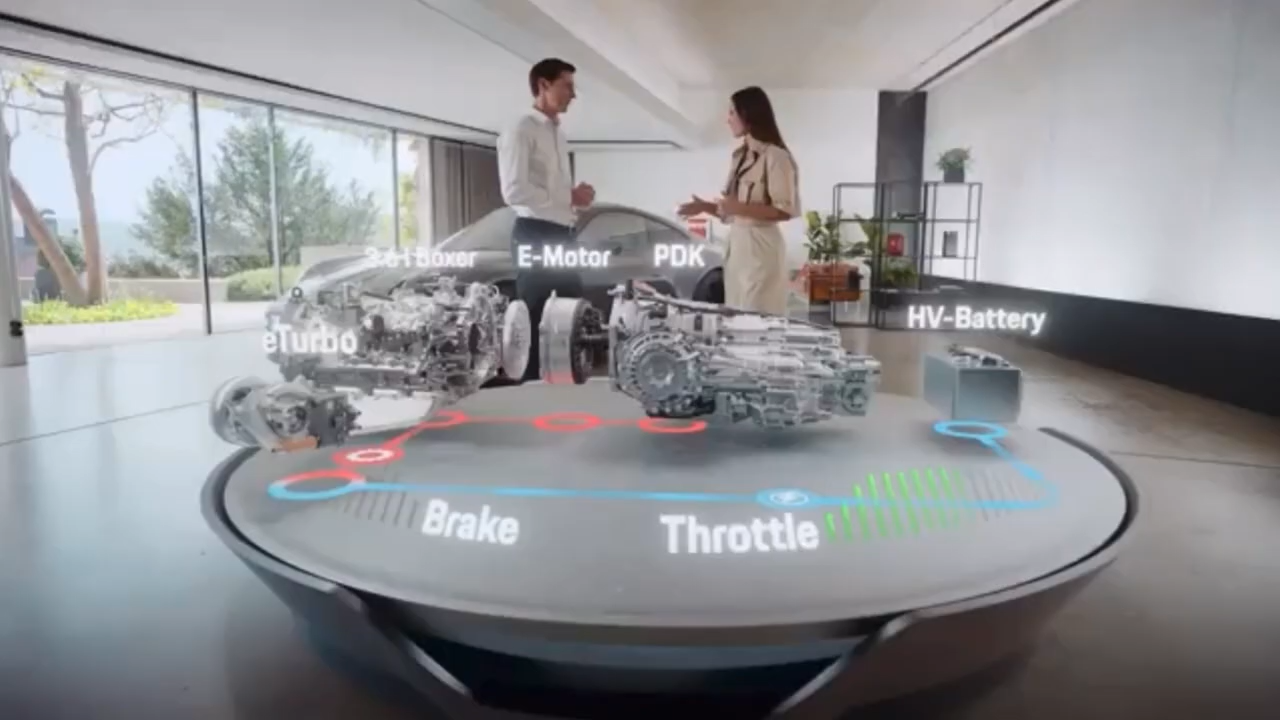 3.6 l Boxer
E-Motor
PDK
HV-Battery
eTurbo
Brake
Throttle